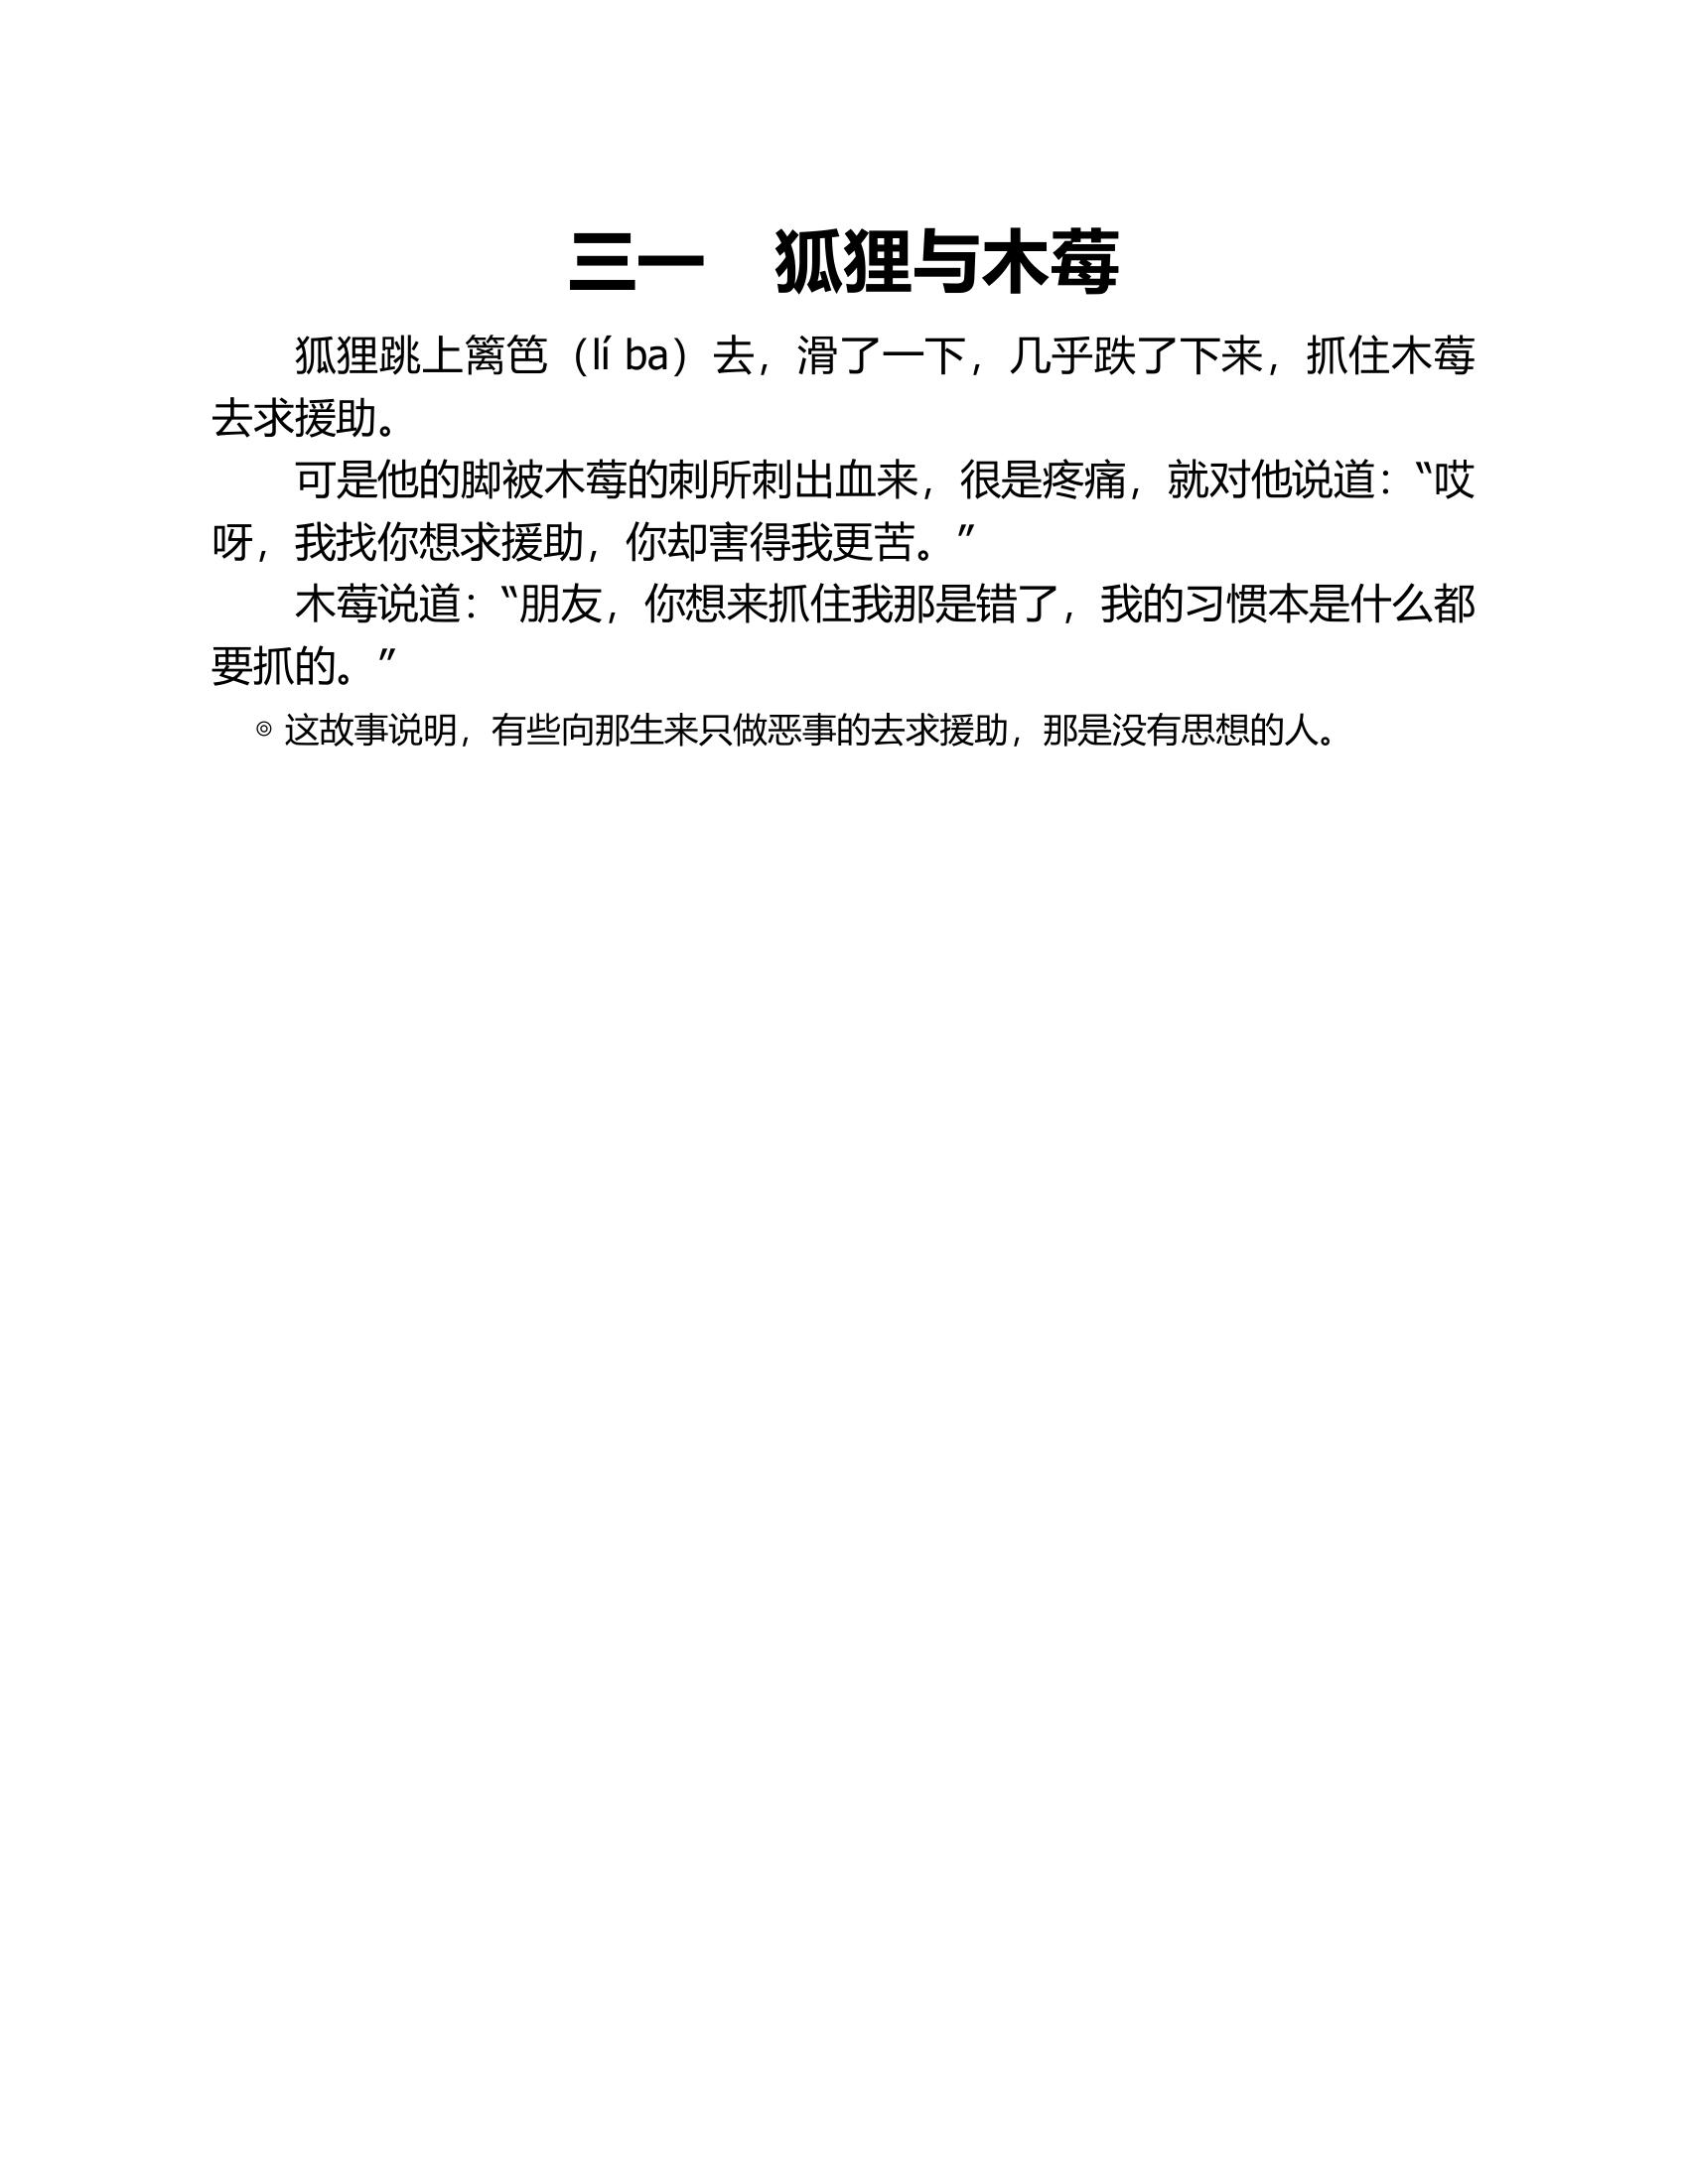 三一　狐狸与木莓
狐狸跳上篱笆（lí ba）去，滑了一下，几乎跌了下来，抓住木莓
去求援助。
可是他的脚被木莓的刺所刺出血来，很是疼痛，就对他说道：“哎
呀，我找你想求援助，你却害得我更苦。”
木莓说道：“朋友，你想来抓住我那是错了，我的习惯本是什么都
要抓的。”
◎ 这故事说明，有些向那生来只做恶事的去求援助，那是没有思想的人。